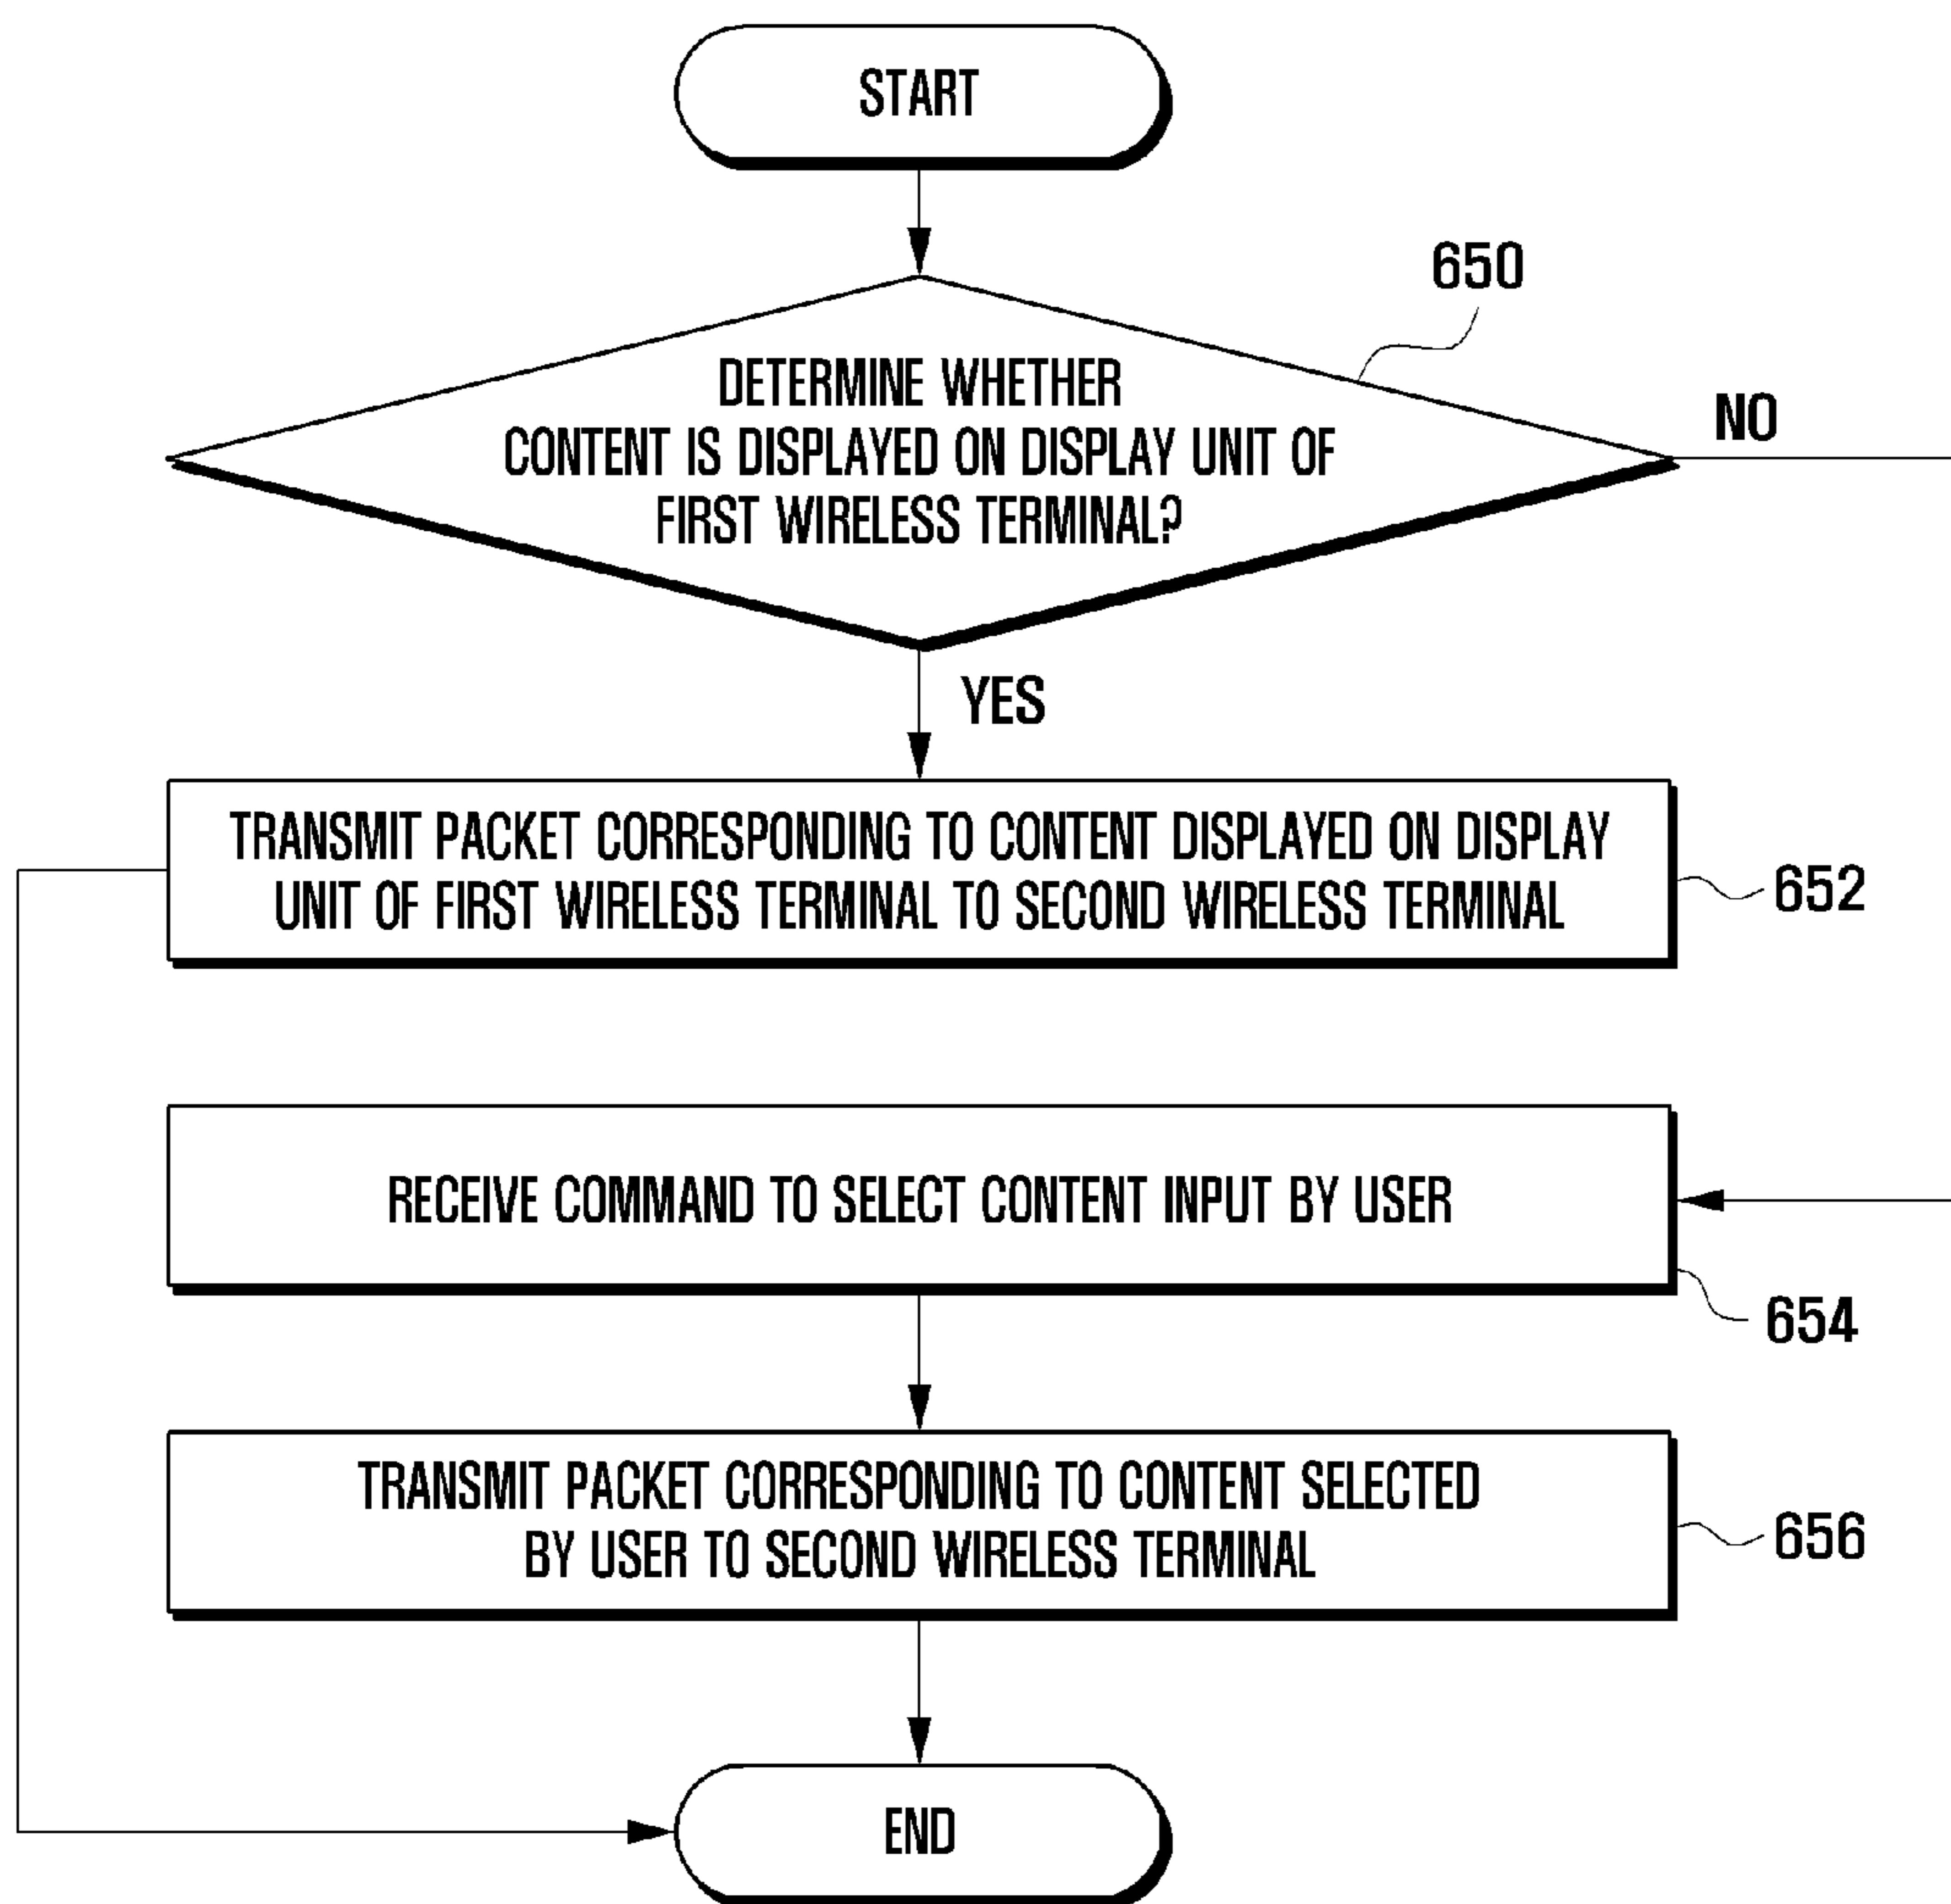 START
650
DETERMINE WHETHER
CONTENT IS DISPLAYED ON DISPLAY UNIT OF
FIRST WIRELESS TERMINAL?
NO
YES
TRANSMIT PACKET CORRESPONDING TO CONTENT DISPLAYED ON DISPLAY
UNIT OF FIRST WIRELESS TERMINAL TO SECOND WIRELESS TERMINAL
652
RECEIVE COMMAND TO SELECT CONTENT INPUT BY USER
654
TRANSMIT PACKET CORRESPONDING TO CONTENT SELECTED
BY USER TO SECOND WIRELESS TERMINAL
656
END